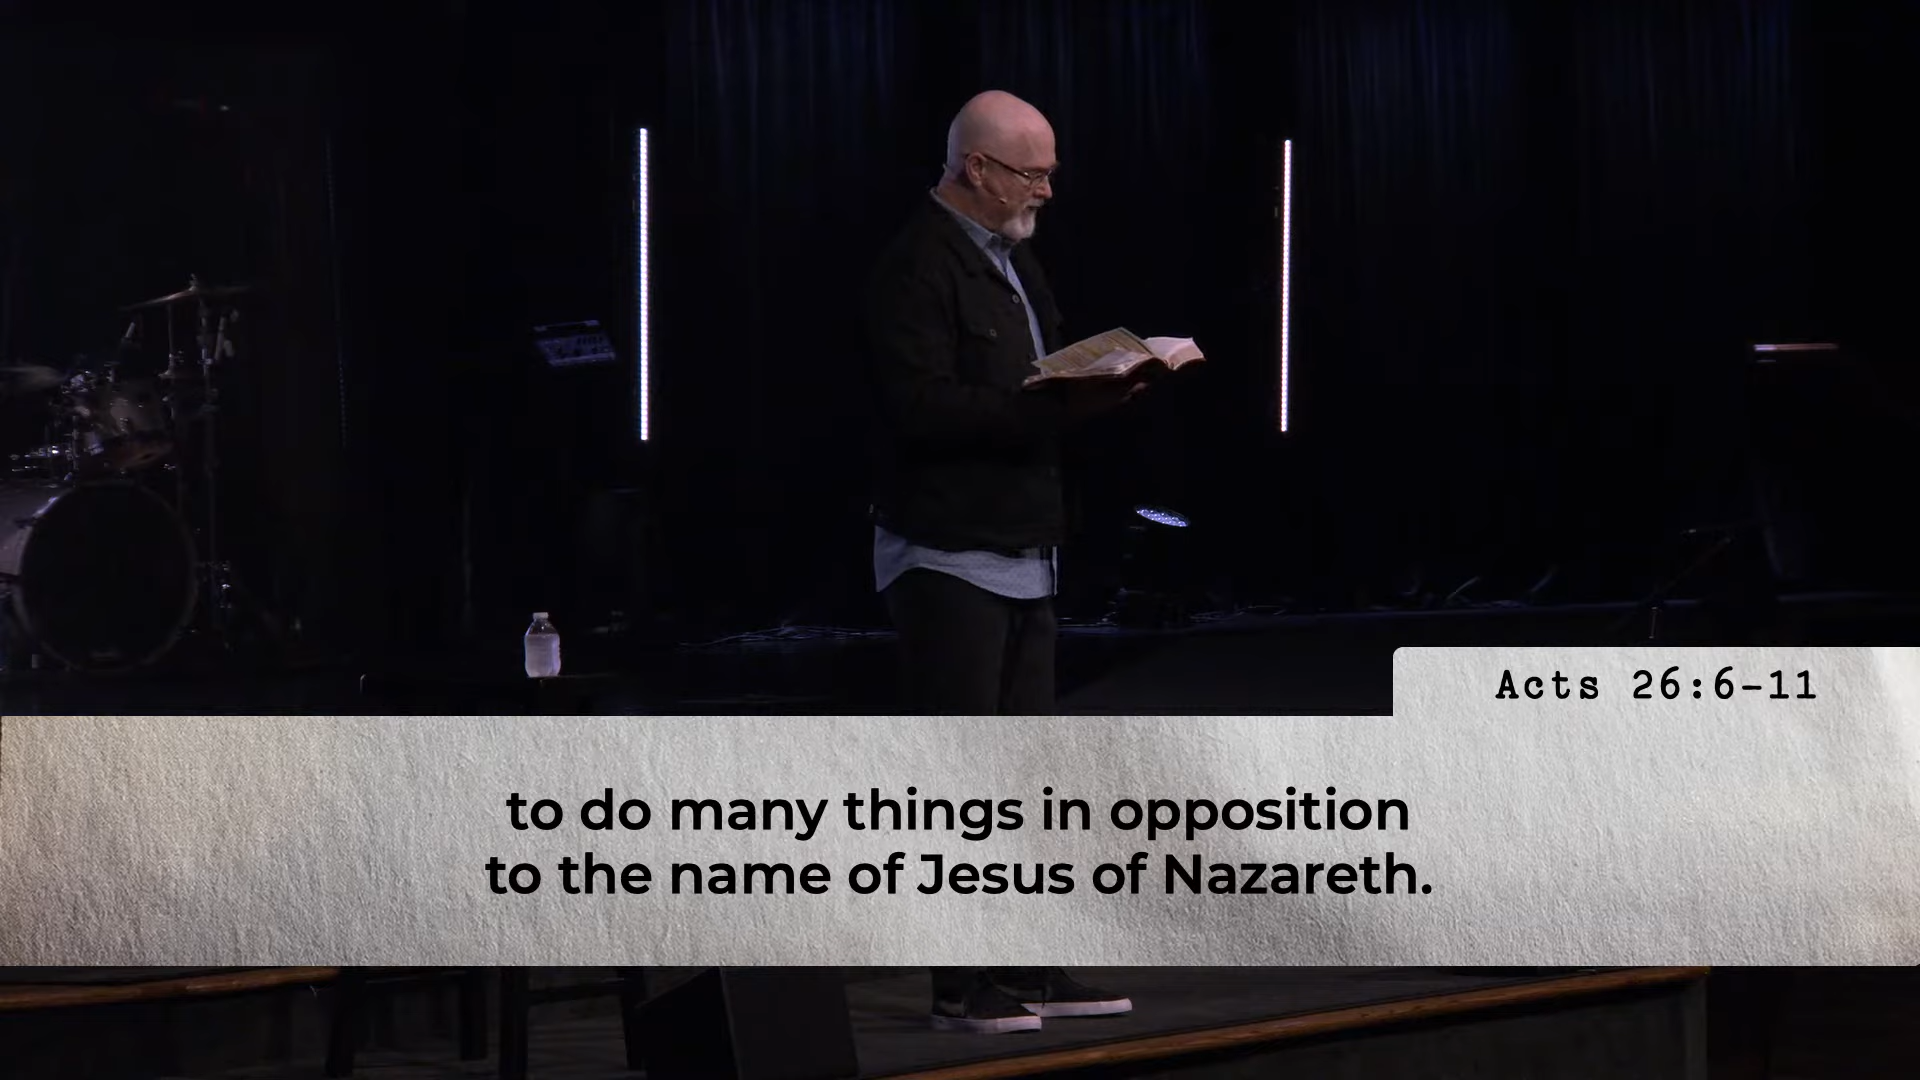 Acts 26:6-11
to do many things in opposition
to the name of Jesus of Nazareth.